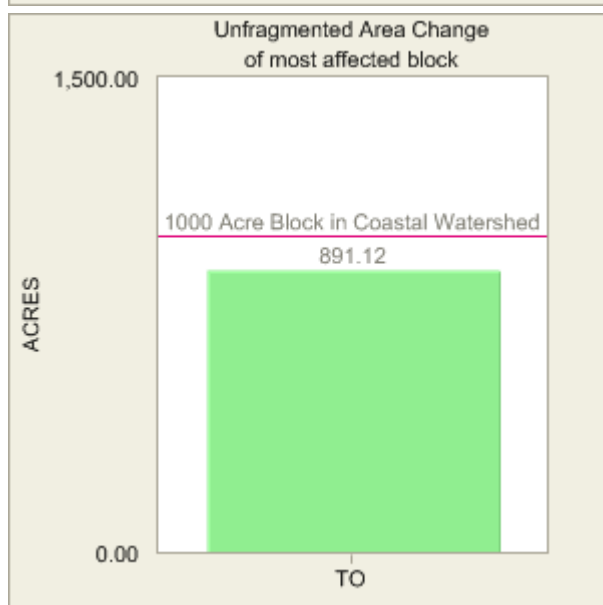 Unfragmented Area Change
of most affected block
1,500.00
1000 Acre Block in Coastal Watershed
891.12
ACRES
0.00
TO